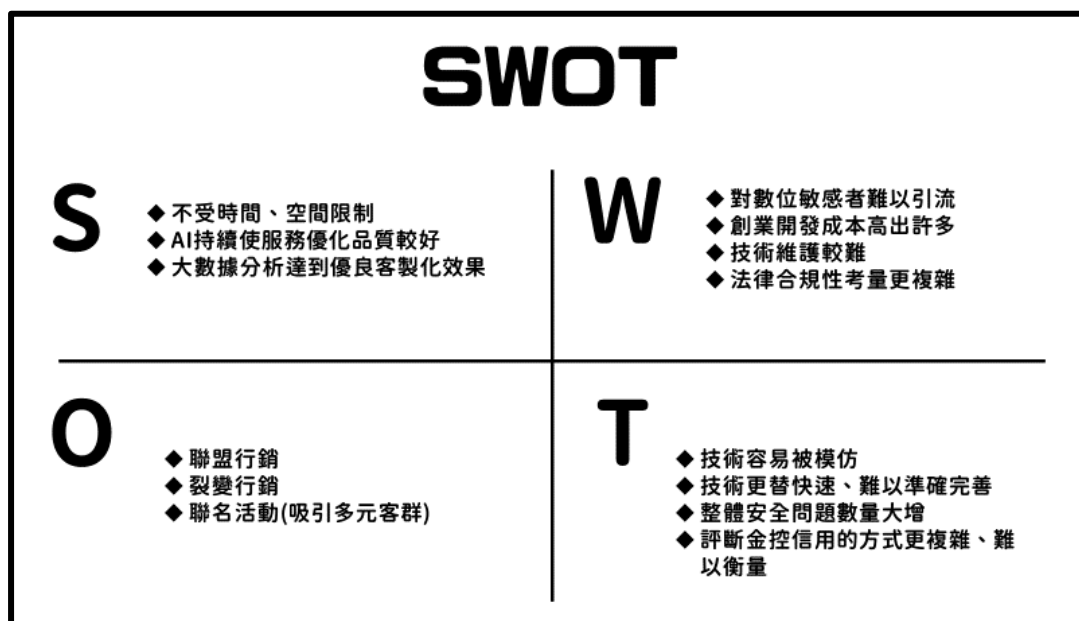 SWOT
S
◆ 不受時間、空間限制
◆ AI持續使服務優化品質較好
◆ 大數據分析達到優良客製化效果
W
◆ 對數位敏感者難以引流
◆ 創業開發成本高出許多
◆ 技術維護較難
◆ 法律合規性考量更複雜
O
◆ 聯盟行銷
◆ 裂變行銷
◆ 聯名活動(吸引多元客群)
T
◆ 技術容易被模仿
◆ 技術更替快速、難以準確完善
◆ 整體安全問題數量大增
◆ 評斷金控信用的方式更複雜、難
以衡量